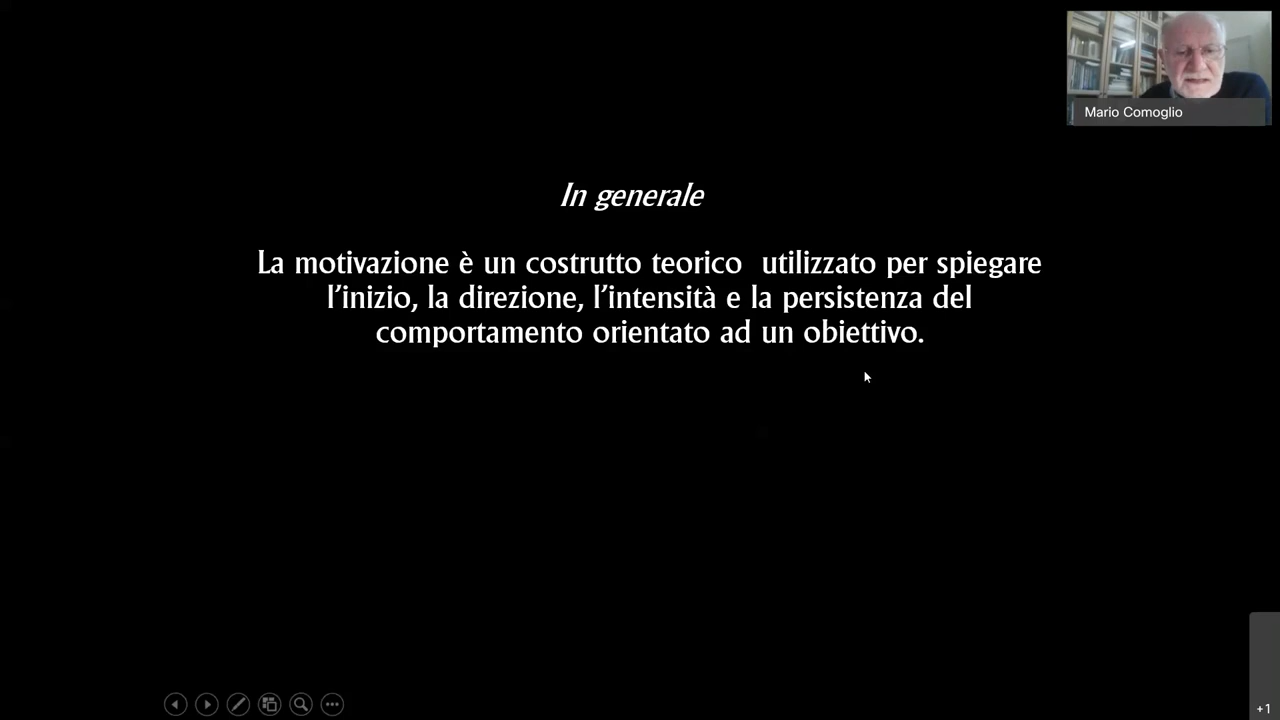 Mario Comoglio
In generale
La motivazione è un costrutto teorico  utilizzato per spiegare
l’inizio, la direzione, l’intensità e la persistenza del
comportamento orientato ad un obiettivo.
+1